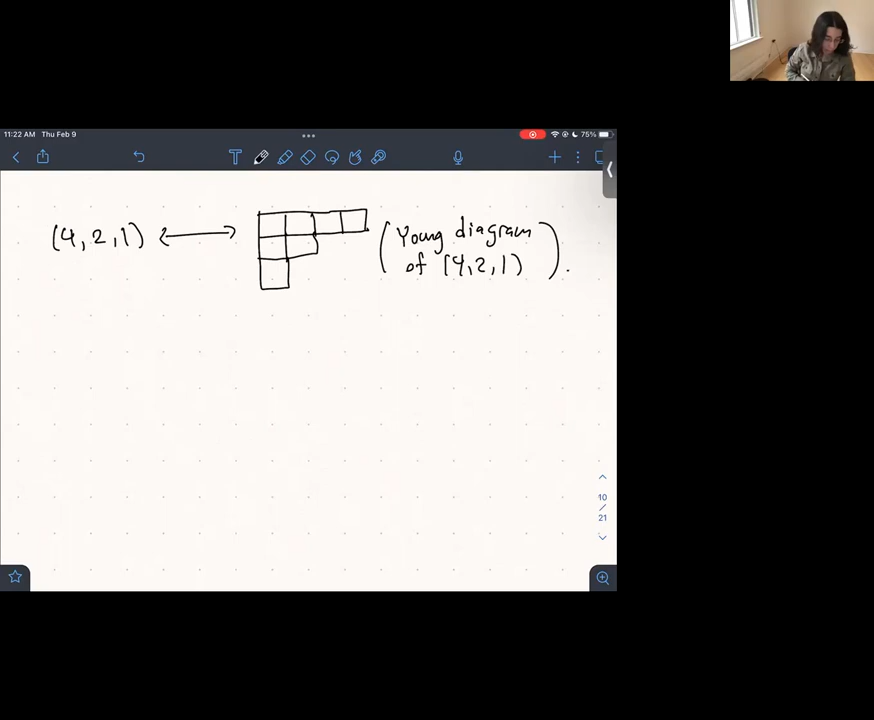 11:22 AM Thu Feb 9
75%
(4,2,1) ⟷ (Young diagram
of (4,2,1)).
10
/
21